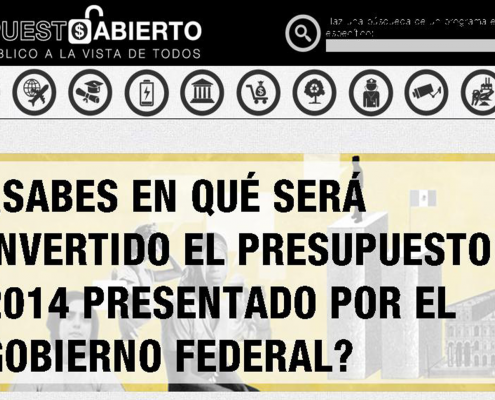 PUEST$ABIERTO
BLICO A LA VISTA DE TODOS
Haz una búsqueda de un programa e
específico:
SABES EN QUÉ SERÁ
INVERTIDO EL PRESUPUESTO
2014 PRESENTADO POR EL
GOBIERNO FEDERAL?